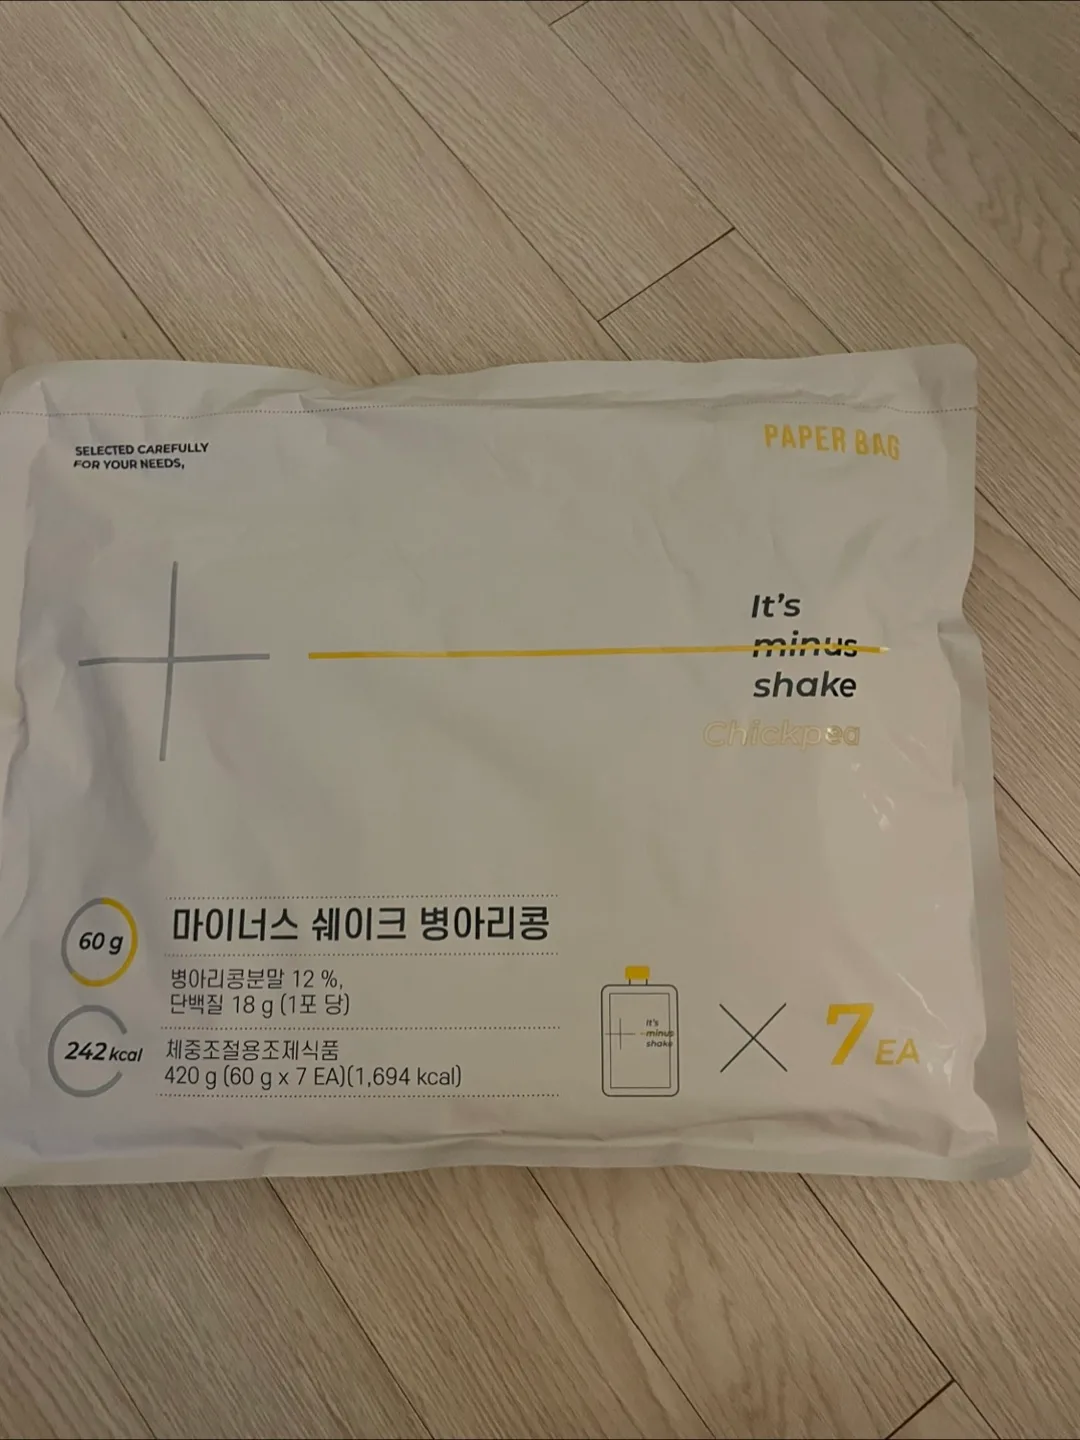 SELECTED CAREFULLY
FOR YOUR NEEDS,
PAPER BAG
It's
minus
shake
Chickpea
60 g
마이너스 쉐이크 병아리콩
병아리콩분말 12 %,
단백질 18 g (1포 당)
242 kcal
체중조절용조제식품
420 g (60 g x 7 EA)(1,694 kcal)
It's
minus
shake
7 EA